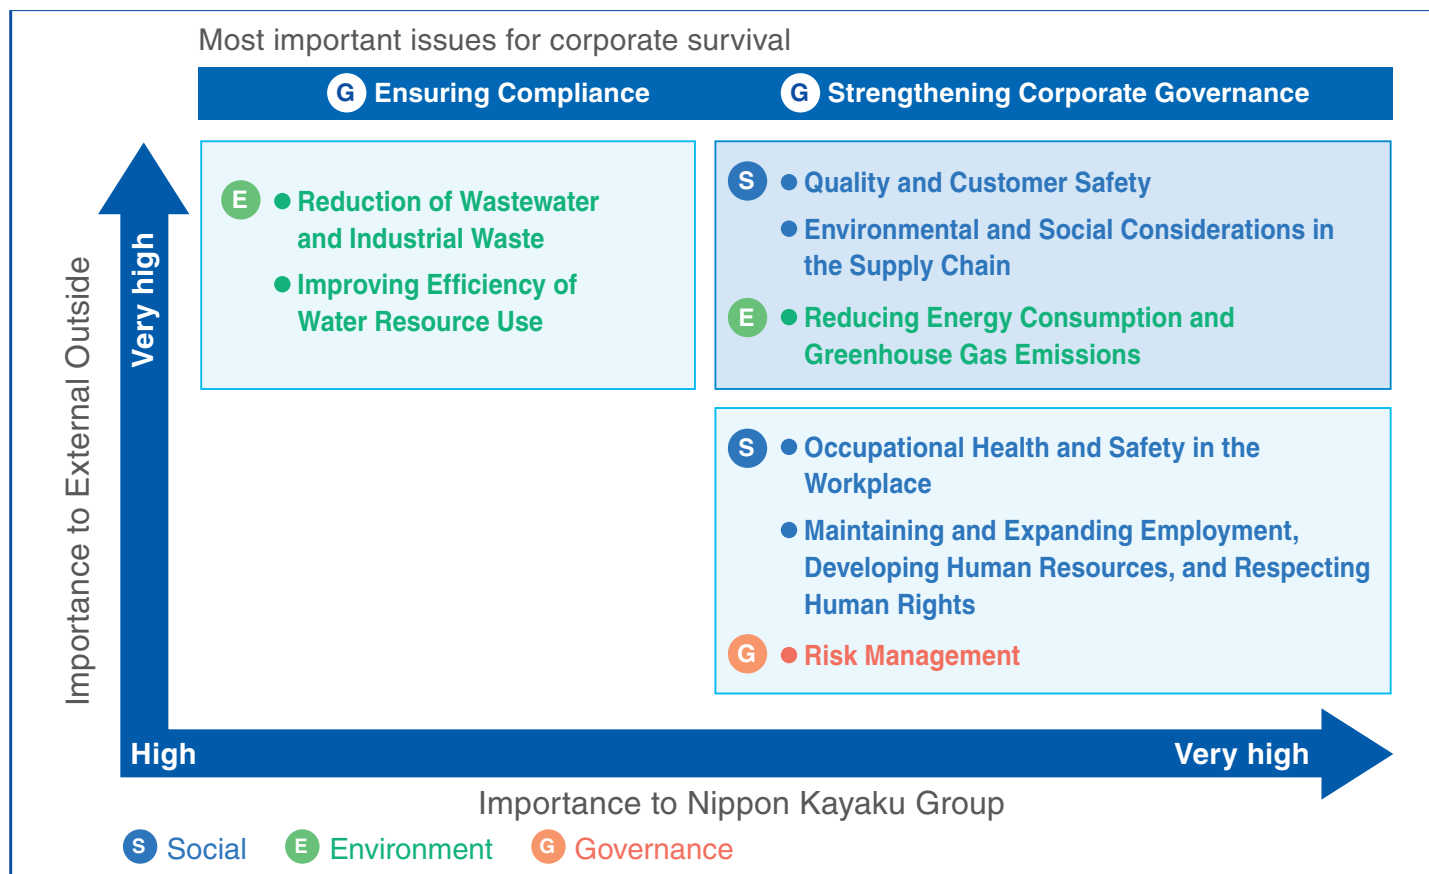 Most important issues for corporate survival
G Ensuring Compliance
G Strengthening Corporate Governance
E
● Reduction of Wastewater
and Industrial Waste
● Improving Efficiency of
Water Resource Use
S
● Quality and Customer Safety
● Environmental and Social Considerations in
the Supply Chain
E
● Reducing Energy Consumption and
Greenhouse Gas Emissions
S
● Occupational Health and Safety in the
Workplace
● Maintaining and Expanding Employment,
Developing Human Resources, and Respecting
Human Rights
G
● Risk Management
Importance to External Outside
Very high
High
Very high
Importance to Nippon Kayaku Group
S Social
E Environment
G Governance